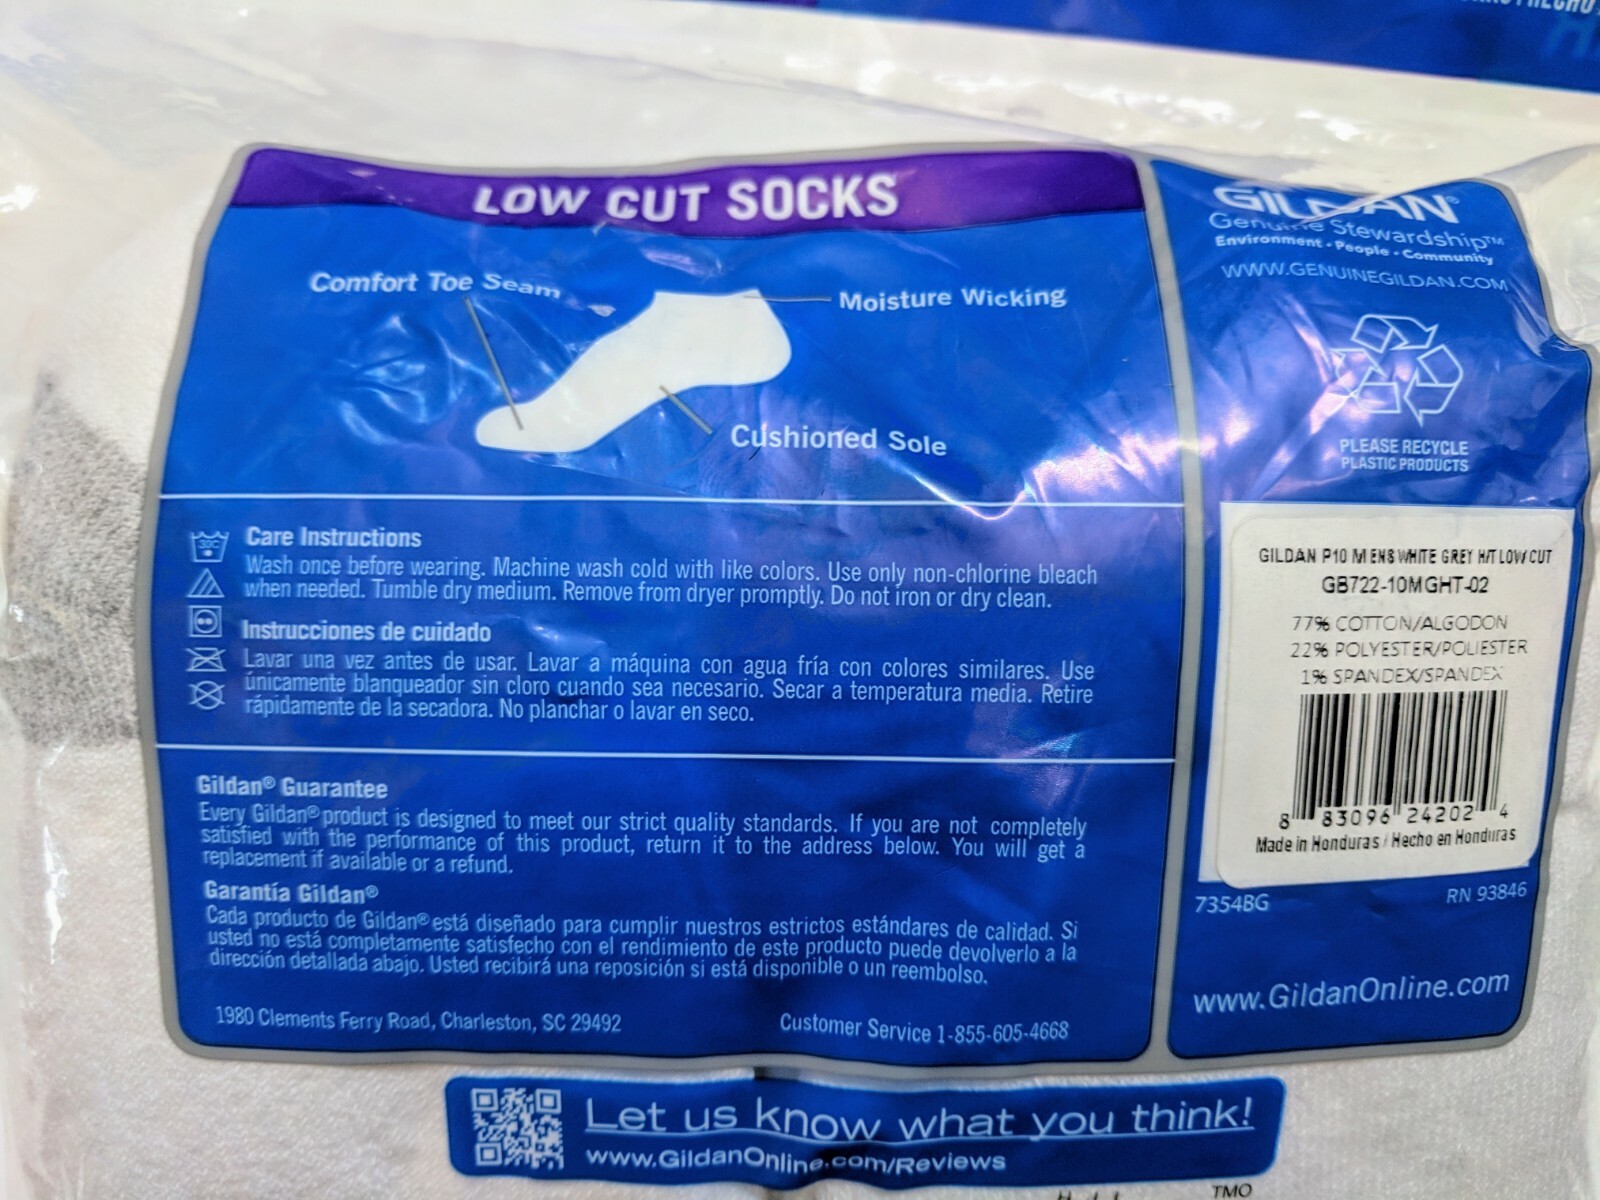 LOW CUT SOCKS
Comfort Toe Seam
Moisture Wicking
Cushioned Sole
30C
Care Instructions
Wash once before wearing. Machine wash cold with like colors. Use only non-chlorine bleach
when needed. Tumble dry medium. Remove from dryer promptly. Do not iron or dry clean.
Instrucciones de cuidado
Lavar una vez antes de usar. Lavar a máquina con agua fría con colores similares. Use
únicamente blanqueador sin cloro cuando sea necesario. Secar a temperatura media. Retire
rápidamente de la secadora. No planchar o lavar en seco.
Gildan® Guarantee
Every Gildan® product is designed to meet our strict quality standards. If you are not completely
satisfied with the performance of this product, return it to the address below. You will get a
replacement if available or a refund.
Garantía Gildan®
Cada producto de Gildan® está diseñado para cumplir nuestros estrictos estándares de calidad. Si
usted no está completamente satisfecho con el rendimiento de este producto puede devolverlo a la
dirección detallada abajo. Usted recibirá una reposición si está disponible o un reembolso.
1980 Clements Ferry Road, Charleston, SC 29492
Customer Service 1-855-605-4668
GILDAN®
Genuine Stewardship™
Environment • People • Community
WWW.GENUINEGILDAN.COM
PLEASE RECYCLE
PLASTIC PRODUCTS
GILDAN P10 MENS WHITE GREY H/T LOW CUT
GB722-10MGHT-02
77% COTTON/ALGODON
22% POLYESTER/POLIESTER
1% SPANDEX/SPANDEX
8 83096 24202 4
Made in Honduras / Hecho en Honduras
7354BG
RN 93846
www.GildanOnline.com
Let us know what you think!
www.GildanOnline.com/Reviews
TMO